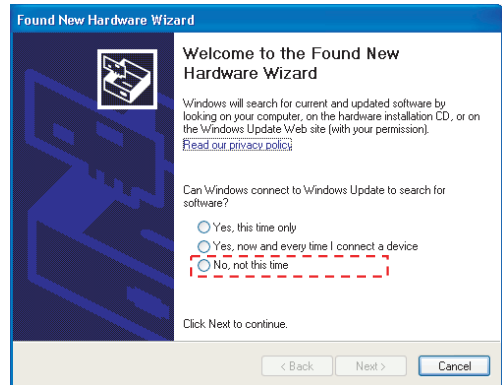 Found New Hardware Wizard
Welcome to the Found New
Hardware Wizard
Windows will search for current and updated software by
looking on your computer, on the hardware installation CD, or on
the Windows Update Web site (with your permission).
Read our privacy policy
Can Windows connect to Windows Update to search for
software?
Yes, this time only
Yes, now and every time I connect a device
No, not this time
Click Next to continue.
< Back Next > Cancel